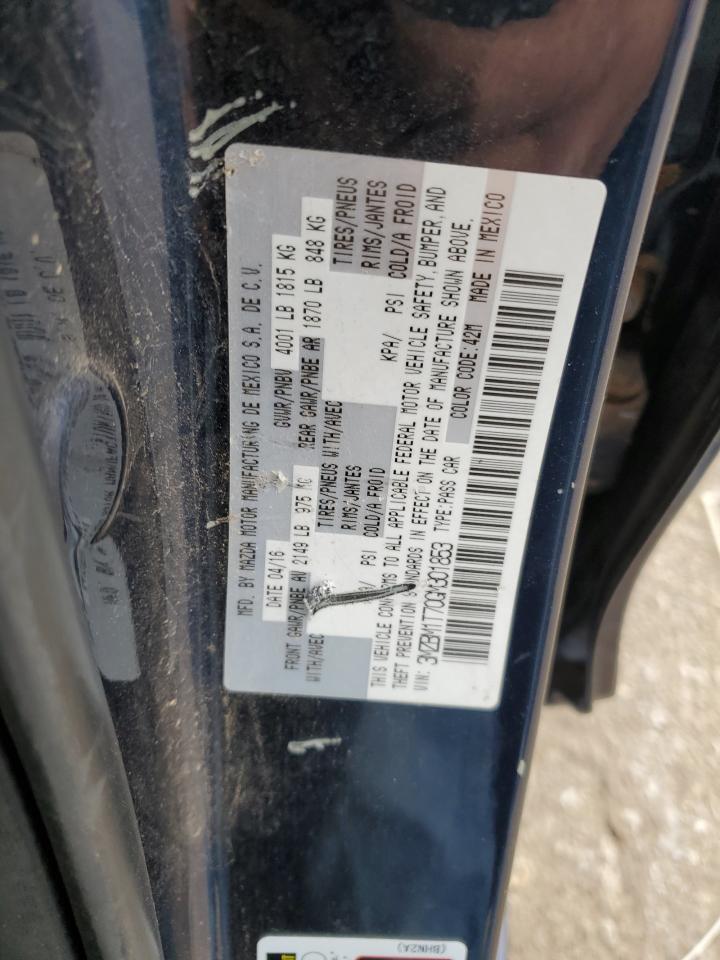 MFD. BY MAZDA MOTOR MANUFACTURING DE MEXICO S.A. DE C.V.
DATE 04/16 GVWR/PNBV 4001 LB 1815 KG
FRONT GAWR/PNBE AV 2149 LB 975 KG REAR GAWR/PNBE AR 1870 LB 848 KG
WITH/AVEC TIRES/PNEUS WITH/AVEC TIRES/PNEUS
RIMS/JANTES RIMS/JANTES
PSI COLD/A FROID KPA/ PSI COLD/A FROID
THIS VEHICLE CONFORMS TO ALL APPLICABLE FEDERAL MOTOR VEHICLE SAFETY, BUMPER, AND
THEFT PREVENTION STANDARDS IN EFFECT ON THE DATE OF MANUFACTURE SHOWN ABOVE.
VIN: 3MZBM1T70GM301853 TYPE:PASS CAR COLOR CODE:42M MADE IN MEXICO
(BHN2A)